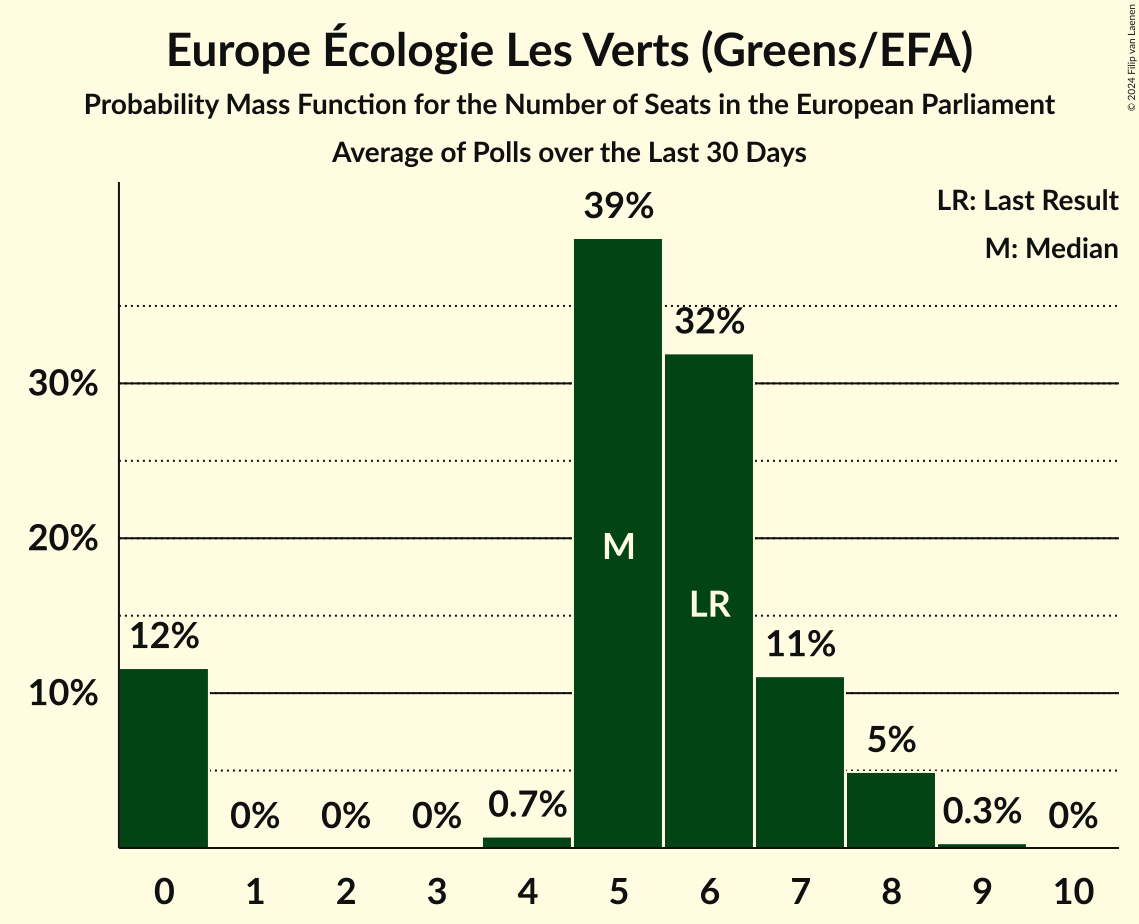 Europe Écologie Les Verts (Greens/EFA)
Probability Mass Function for the Number of Seats in the European Parliament
Average of Polls over the Last 30 Days
© 2024 Filip van Laenen
LR: Last Result
M: Median
39%
32%
30%
20%
M
LR
12%
11%
10%
5%
0%
0%
0%
0.7%
0.3%
0%
0 1 2 3 4 5 6 7 8 9 10